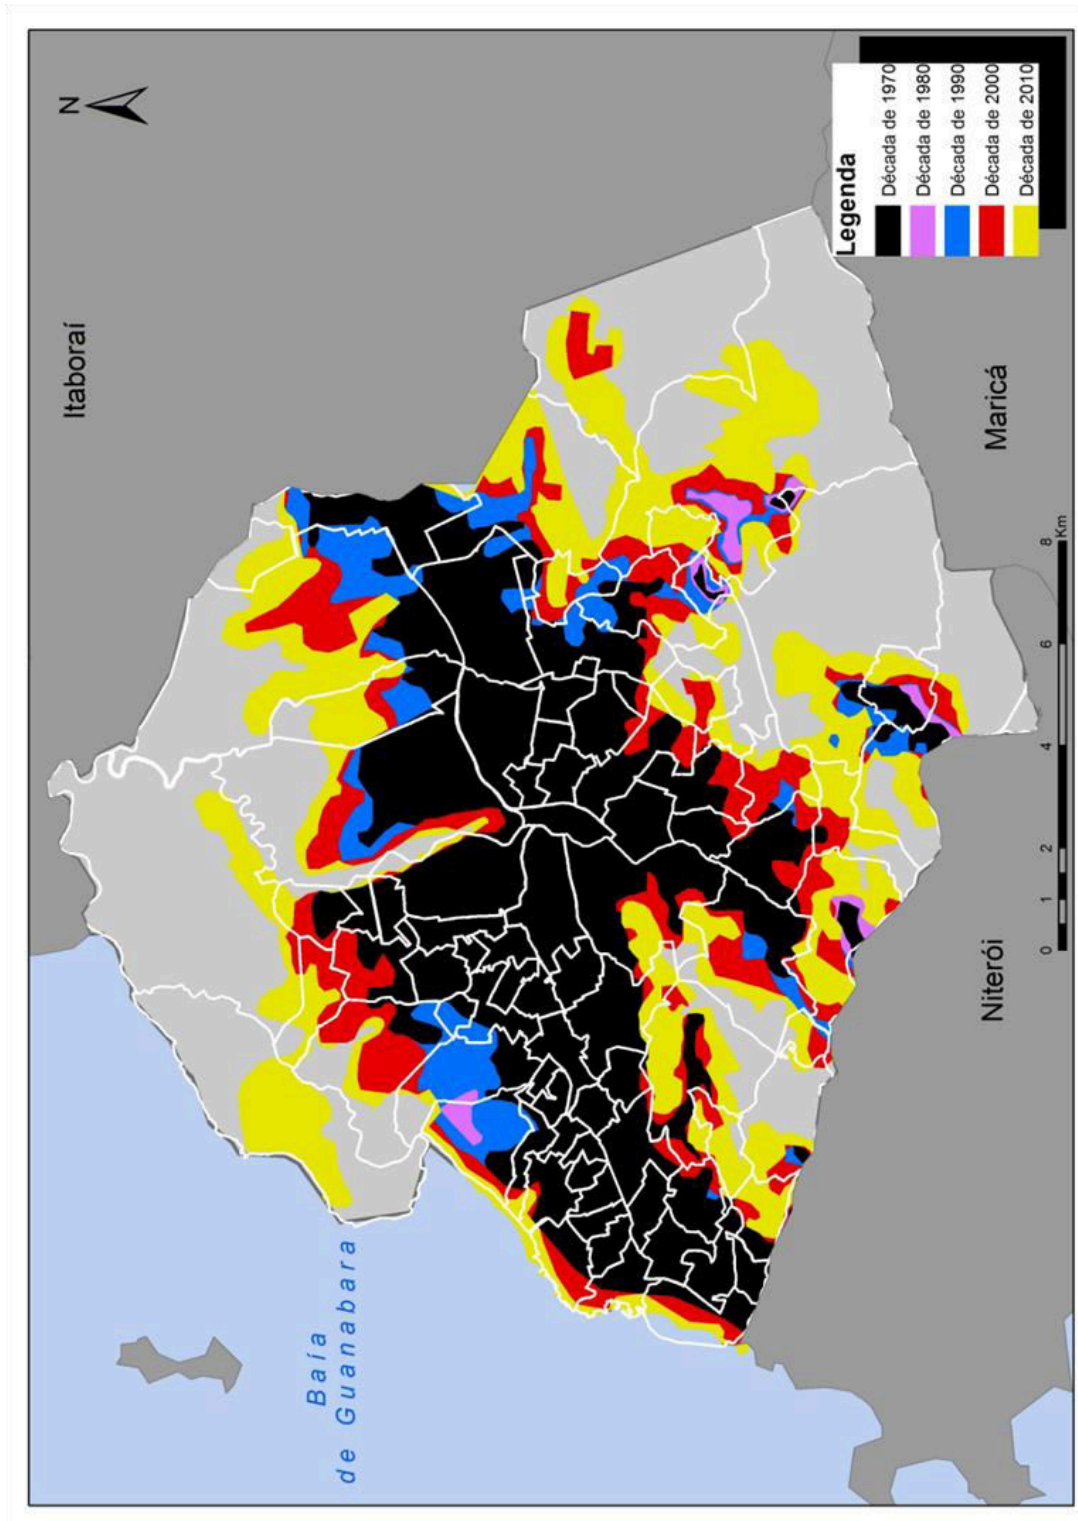 N
Itaboraí
Legenda
Década de 1970
Década de 1980
Década de 1990
Década de 2000
Década de 2010
Maricá
Niterói
Baía
de Guanabara
0 1 2 4 6 8
Km